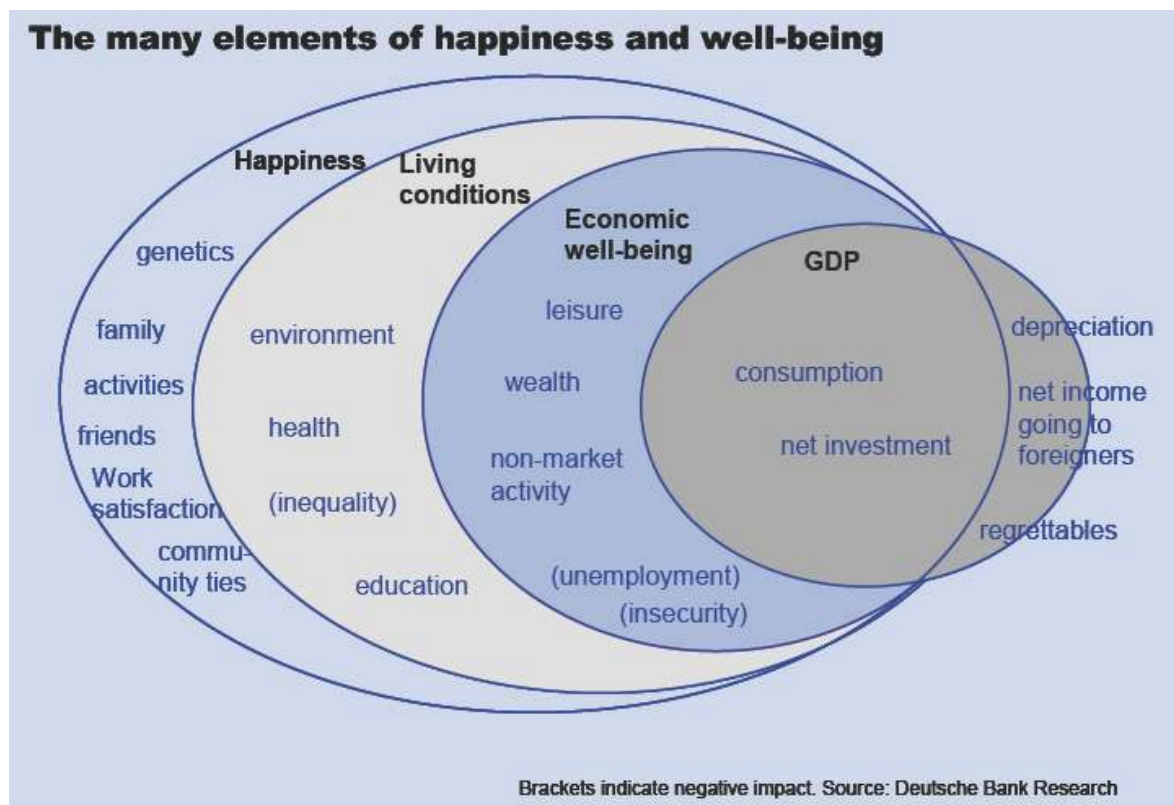 The many elements of happiness and well-being
Happiness
Living
conditions
Economic
well-being
GDP
genetics
family
activities
friends
Work
satisfaction
commu-
nity ties
environment
health
(inequality)
education
leisure
wealth
non-market
activity
(unemployment)
(insecurity)
consumption
net investment
depreciation
net income
going to
foreigners
regrettables
Brackets indicate negative impact. Source: Deutsche Bank Research